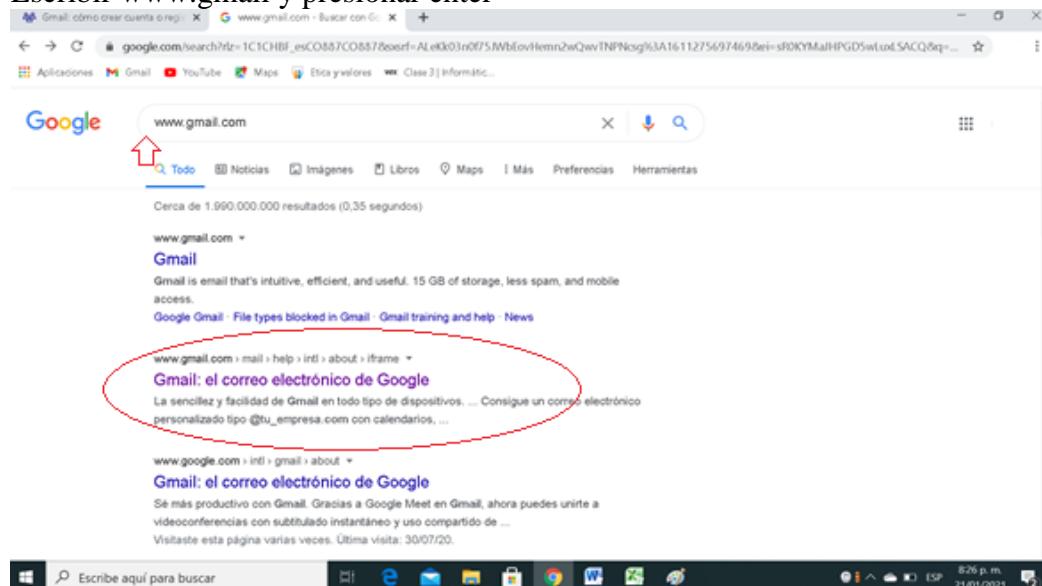 Escribir www.gmail y presionar enter
Gmail: cómo crear cuenta o regi
www.gmail.com - Buscar con Go
Aplicaciones Gmail YouTube Maps Etica y valores Clase 3 | Informátic...
Google
www.gmail.com
Todo Noticias Imágenes Libros Maps Más Preferencias Herramientas
Cerca de 1.990.000.000 resultados (0,35 segundos)
www.gmail.com
Gmail
Gmail is email that's intuitive, efficient, and useful. 15 GB of storage, less spam, and mobile
access.
Google Gmail · File types blocked in Gmail · Gmail training and help · News
www.gmail.com › mail › help › intl › about › iframe
Gmail: el correo electrónico de Google
La sencillez y facilidad de Gmail en todo tipo de dispositivos. ... Consigue un correo electrónico
personalizado tipo @tu_empresa.com con calendarios, ...
www.google.com › intl › gmail › about
Gmail: el correo electrónico de Google
Sé más productivo con Gmail. Gracias a Google Meet en Gmail, ahora puedes unirte a
videoconferencias con subtitulado instantáneo y uso compartido de ...
Visitaste esta página varias veces. Última visita: 30/07/20.
Escribe aquí para buscar
ESP
8:26 p. m.
21/01/2021